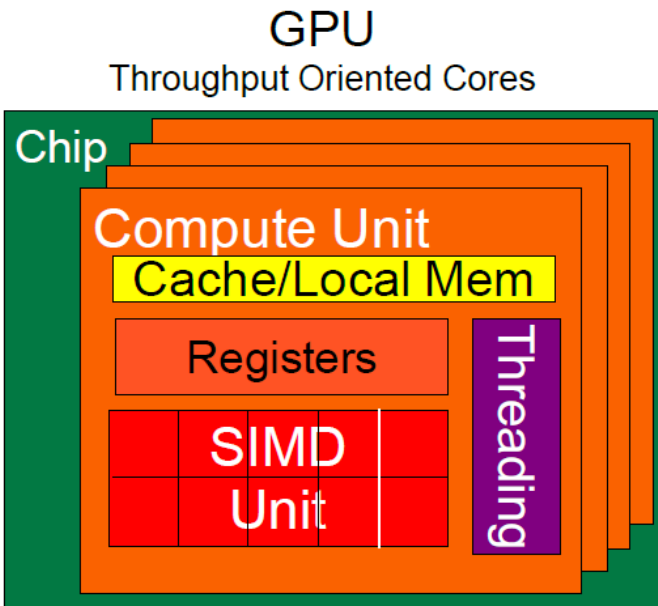 GPU
Throughput Oriented Cores
Chip
Compute Unit
Cache/Local Mem
Registers
Threading
SIMD
Unit